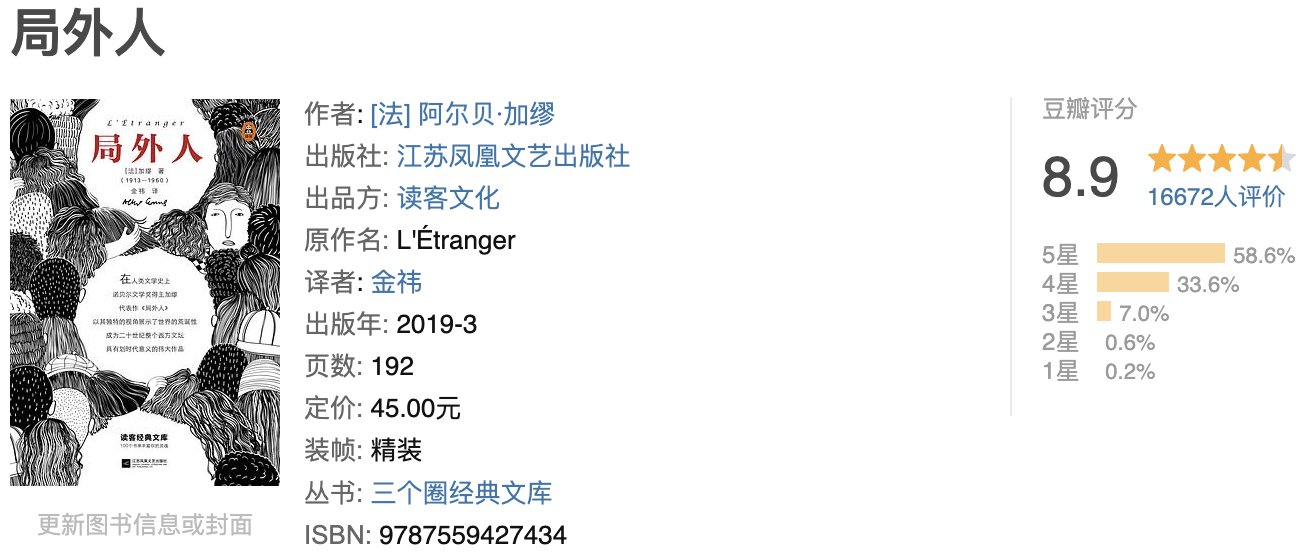 局外人
L'Étranger
局外人
[法]加缪 著
（1913—1960）
金祎 译
在人类文学史上
诺贝尔文学奖得主加缪
代表作《局外人》
以其独特的视角展示了世界的荒诞性
成为二十世纪整个西方文坛
具有划时代意义的伟大作品
读客经典文库
江苏凤凰文艺出版社
更新图书信息或封面
作者: [法] 阿尔贝·加缪
出版社: 江苏凤凰文艺出版社
出品方: 读客文化
原作名: L'Étranger
译者: 金祎
出版年: 2019-3
页数: 192
定价: 45.00元
装帧: 精装
丛书: 三个圈经典文库
ISBN: 9787559427434
豆瓣评分
8.9
16672人评价
5星 58.6%
4星 33.6%
3星 7.0%
2星 0.6%
1星 0.2%